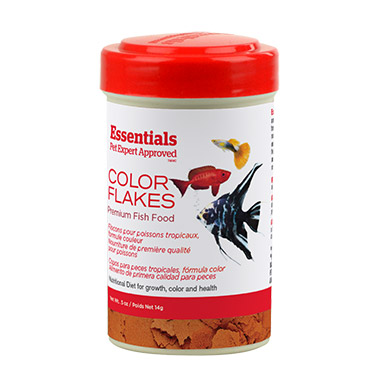 Essentials
Pet Expert Approved
COLOR
FLAKES
Premium Fish Food
Flocons pour poissons tropicaux,
formule couleur
Nourriture de première qualité
pour poissons
Copos para peces tropicales, fórmula color
Alimento de primera calidad para peces
Nutritional Diet for growth, color and health
Net Wt. .5 oz / Poids Net 14g